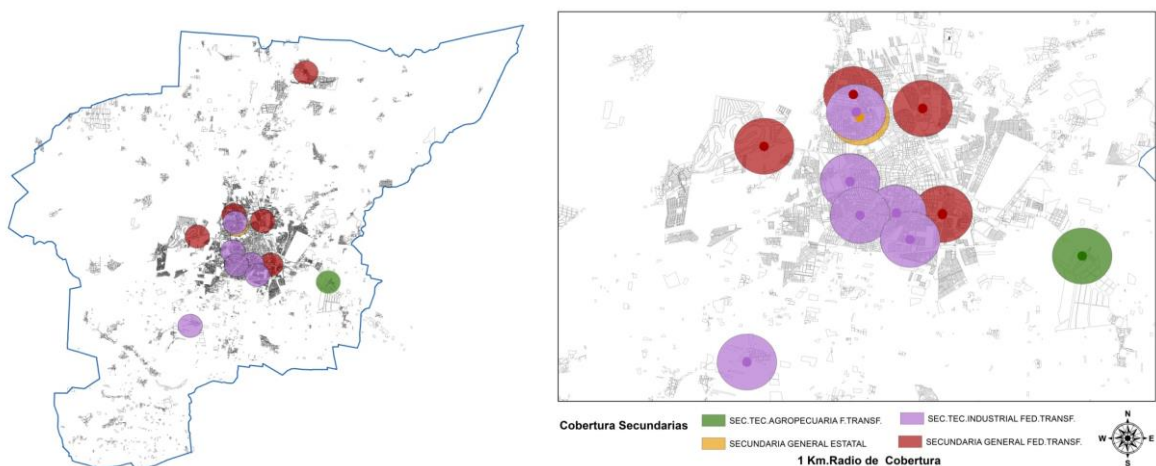 Cobertura Secundarias
SEC.TEC.AGROPECUARIA F.TRANSF.
SEC.TEC.INDUSTRIAL FED.TRANSF.
SECUNDARIA GENERAL ESTATAL
SECUNDARIA GENERAL FED.TRANSF.
1 Km.Radio de Cobertura
N
W E
S